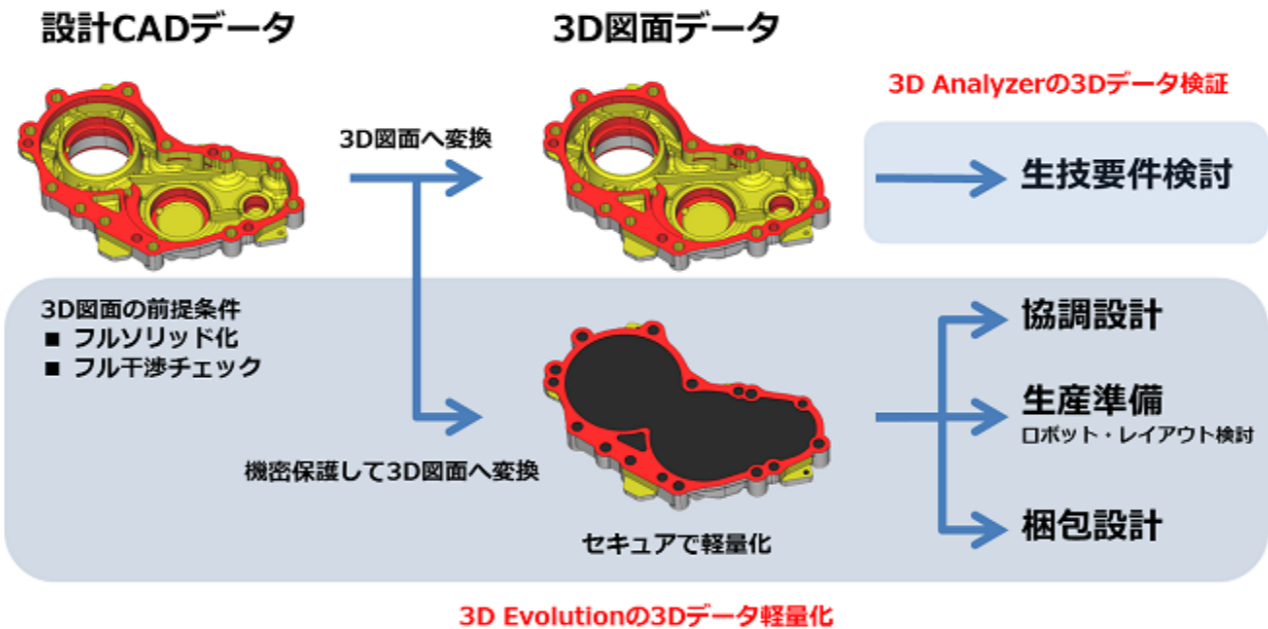 設計CADデータ
3D図面データ
3D Analyzerの3Dデータ検証
3D図面へ変換
生技要件検討
3D図面の前提条件
■ フルソリッド化
■ フル干渉チェック
機密保護して3D図面へ変換
セキュアで軽量化
協調設計
生産準備
ロボット・レイアウト検討
梱包設計
3D Evolutionの3Dデータ軽量化